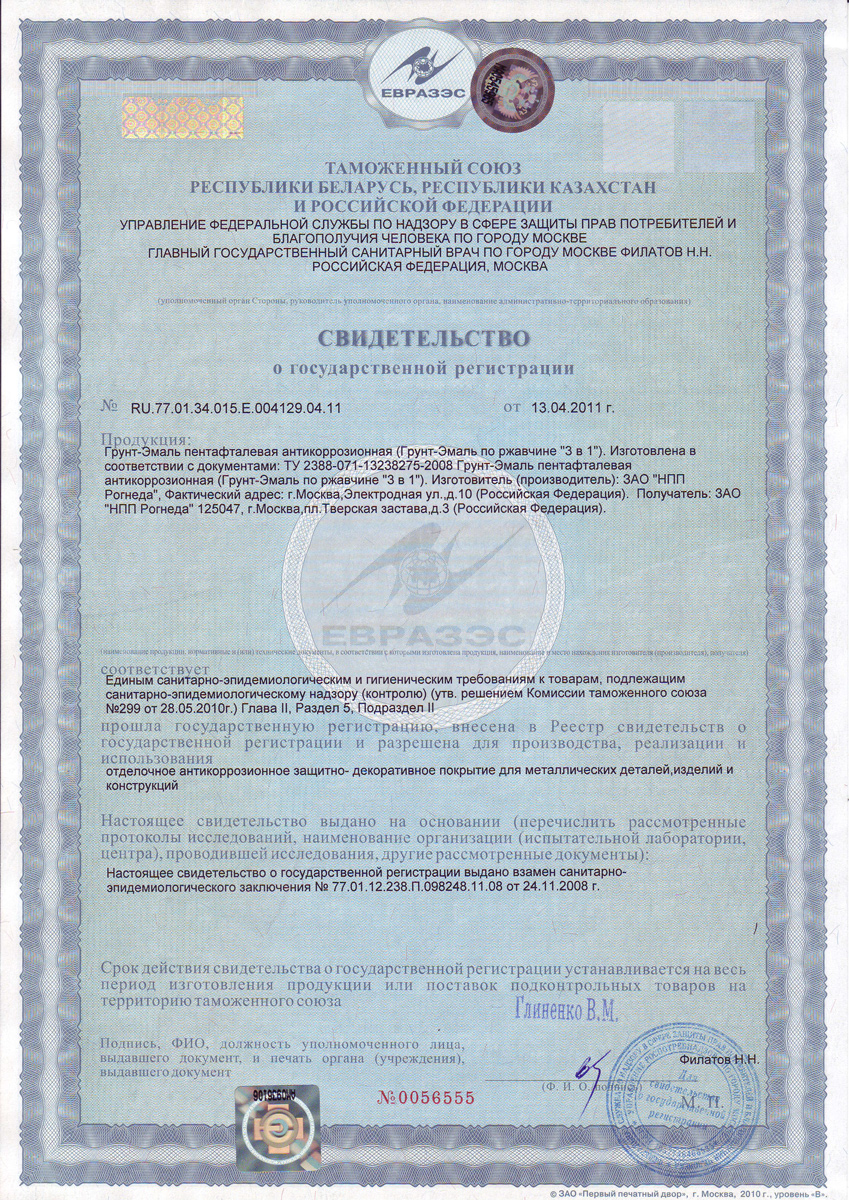 ЕВРАЗЭС
ТАМОЖЕННЫЙ СОЮЗ
РЕСПУБЛИКИ БЕЛАРУСЬ, РЕСПУБЛИКИ КАЗАХСТАН
И РОССИЙСКОЙ ФЕДЕРАЦИИ
УПРАВЛЕНИЕ ФЕДЕРАЛЬНОЙ СЛУЖБЫ ПО НАДЗОРУ В СФЕРЕ ЗАЩИТЫ ПРАВ ПОТРЕБИТЕЛЕЙ И
БЛАГОПОЛУЧИЯ ЧЕЛОВЕКА ПО ГОРОДУ МОСКВЕ
ГЛАВНЫЙ ГОСУДАРСТВЕННЫЙ САНИТАРНЫЙ ВРАЧ ПО ГОРОДУ МОСКВЕ ФИЛАТОВ Н.Н.
РОССИЙСКАЯ ФЕДЕРАЦИЯ, МОСКВА
(уполномоченный орган Стороны, руководитель уполномоченного органа, наименование административно-территориального образования)
СВИДЕТЕЛЬСТВО
о государственной регистрации
№ RU.77.01.34.015.Е.004129.04.11 от 13.04.2011 г.
Продукция:
Грунт-Эмаль пентафталевая антикоррозионная (Грунт-Эмаль по ржавчине "3 в 1"). Изготовлена в
соответствии с документами: ТУ 2388-071-13238275-2008 Грунт-Эмаль пентафталевая
антикоррозионная (Грунт-Эмаль по ржавчине "3 в 1"). Изготовитель (производитель): ЗАО "НПП
Рогнеда", Фактический адрес: г.Москва,Электродная ул.,д.10 (Российская Федерация). Получатель: ЗАО
"НПП Рогнеда" 125047, г.Москва,пл.Тверская застава,д.3 (Российская Федерация).
ЕВРАЗЭС
(наименование продукции, нормативные и (или) технические документы, в соответствии с которыми изготовлена продукция, наименование и место нахождения изготовителя (производителя), получателя)
соответствует
Единым санитарно-эпидемиологическим и гигиеническим требованиям к товарам, подлежащим
санитарно-эпидемиологическому надзору (контролю) (утв. решением Комиссии таможенного союза
№299 от 28.05.2010г.) Глава II, Раздел 5, Подраздел II
прошла государственную регистрацию, внесена в Реестр свидетельств о
государственной регистрации и разрешена для производства, реализации и
использования
отделочное антикоррозионное защитно- декоративное покрытие для металлических деталей,изделий и
конструкций
Настоящее свидетельство выдано на основании (перечислить рассмотренные
протоколы исследований, наименование организации (испытательной лаборатории,
центра), проводившей исследования, другие рассмотренные документы):
Настоящее свидетельство о государственной регистрации выдано взамен санитарно-
эпидемиологического заключения № 77.01.12.238.П.098248.11.08 от 24.11.2008 г.
Срок действия свидетельства о государственной регистрации устанавливается на весь
период изготовления продукции или поставок подконтрольных товаров на
территорию таможенного союза
Глиненко В.М.
Подпись, ФИО, должность уполномоченного лица,
выдавшего документ, и печать органа (учреждения),
выдавшего документ
Филатов Н.Н.
(Ф. И. О./подпись)
М. П.
Для
свидетельств
о государственной
регистрации
№0056555
© ЗАО «Первый печатный двор», г. Москва, 2010 г., уровень «В».